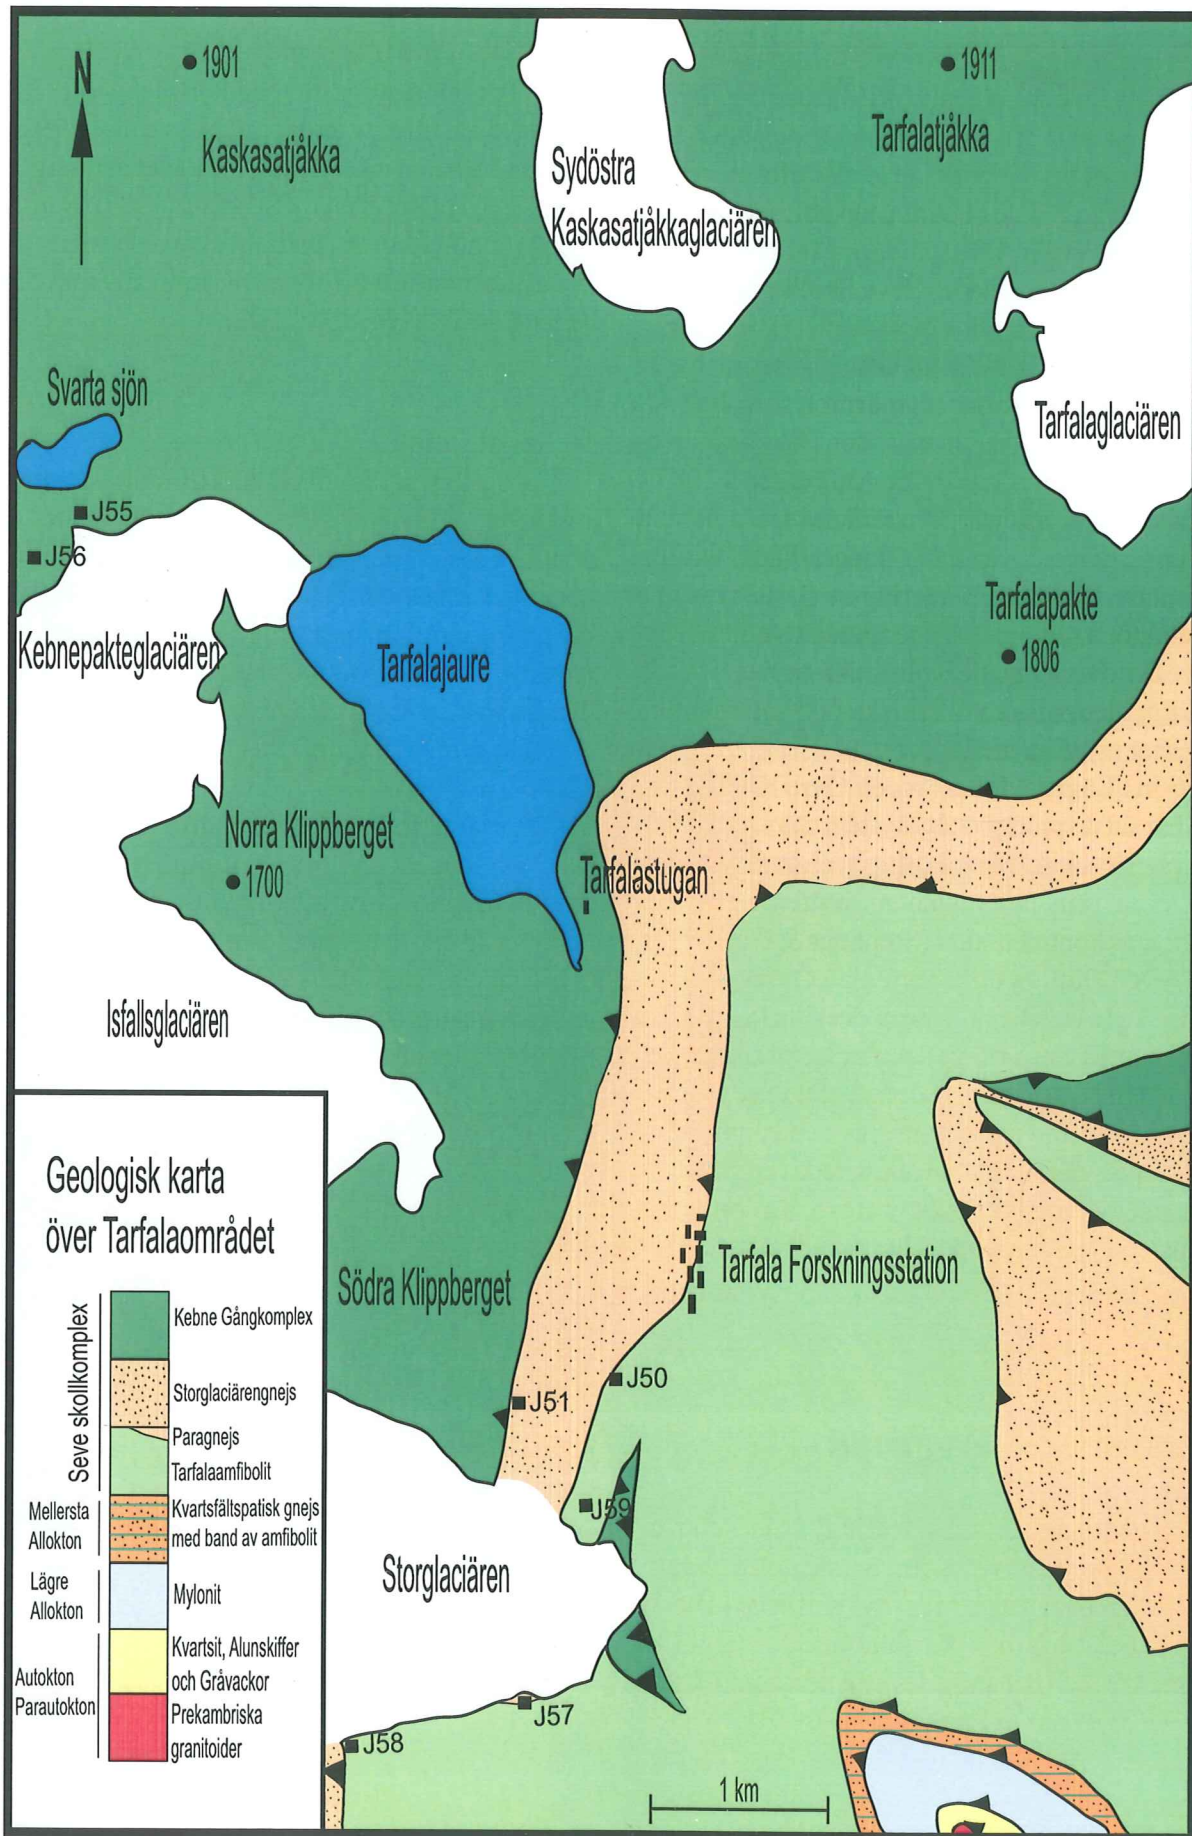 N
1901
Kaskasatjåkka
1911
Tarfalatjåkka
Sydöstra
Kaskasatjåkkaglaciären
Svarta sjön
Tarfalaglaciären
J55
J56
Kebnepakteglaciären
Tarfalajaure
Tarfalapakte
1806
Norra Klippberget
1700
Tarfalastugan
Isfallsglaciären
Södra Klippberget
Tarfala Forskningsstation
J50
J51
J59
Storglaciären
J57
J58
1 km
Geologisk karta
över Tarfalaområdet
Seve skollkomplex
Kebne Gångkomplex
Storglaciärengnejs
Paragnejs
Tarfalaamfibolit
Mellersta
Allokton
Kvartsfältspatisk gnejs
med band av amfibolit
Lägre
Allokton
Mylonit
Autokton
Parautokton
Kvartsit, Alunskiffer
och Gråvackor
Prekambriska
granitoider